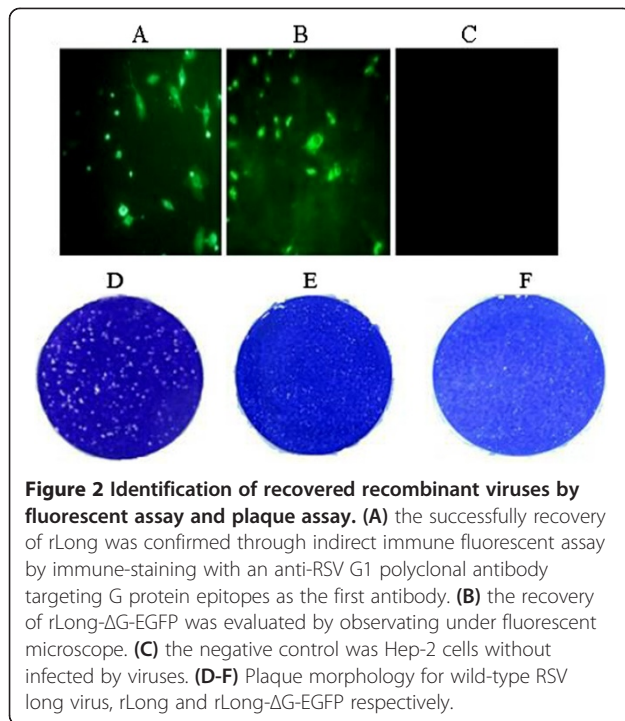 A B C
D E F
Figure 2 Identification of recovered recombinant viruses by
fluorescent assay and plaque assay. (A) the successfully recovery
of rLong was confirmed through indirect immune fluorescent assay
by immune-staining with an anti-RSV G1 polyclonal antibody
targeting G protein epitopes as the first antibody. (B) the recovery
of rLong-ΔG-EGFP was evaluated by observating under fluorescent
microscope. (C) the negative control was Hep-2 cells without
infected by viruses. (D-F) Plaque morphology for wild-type RSV
long virus, rLong and rLong-ΔG-EGFP respectively.